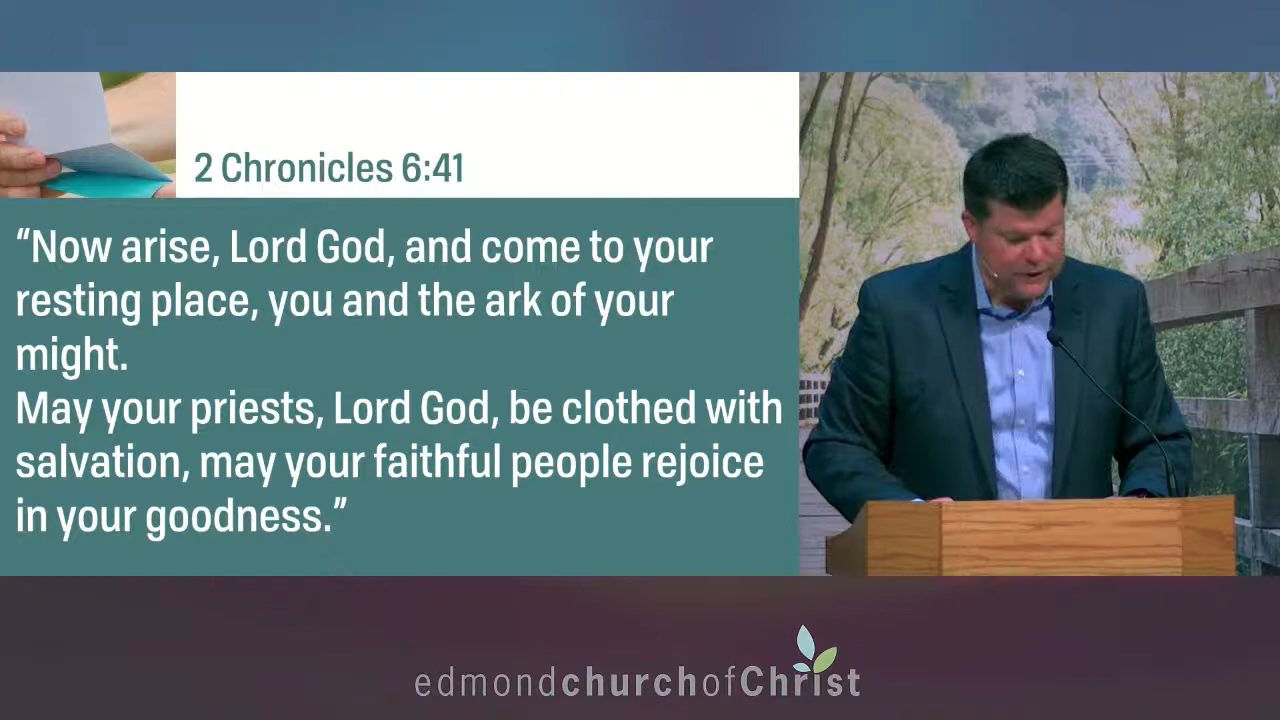 2 Chronicles 6:41
“Now arise, Lord God, and come to your
resting place, you and the ark of your
might.
May your priests, Lord God, be clothed with
salvation, may your faithful people rejoice
in your goodness.”
edmondchurchofChrist